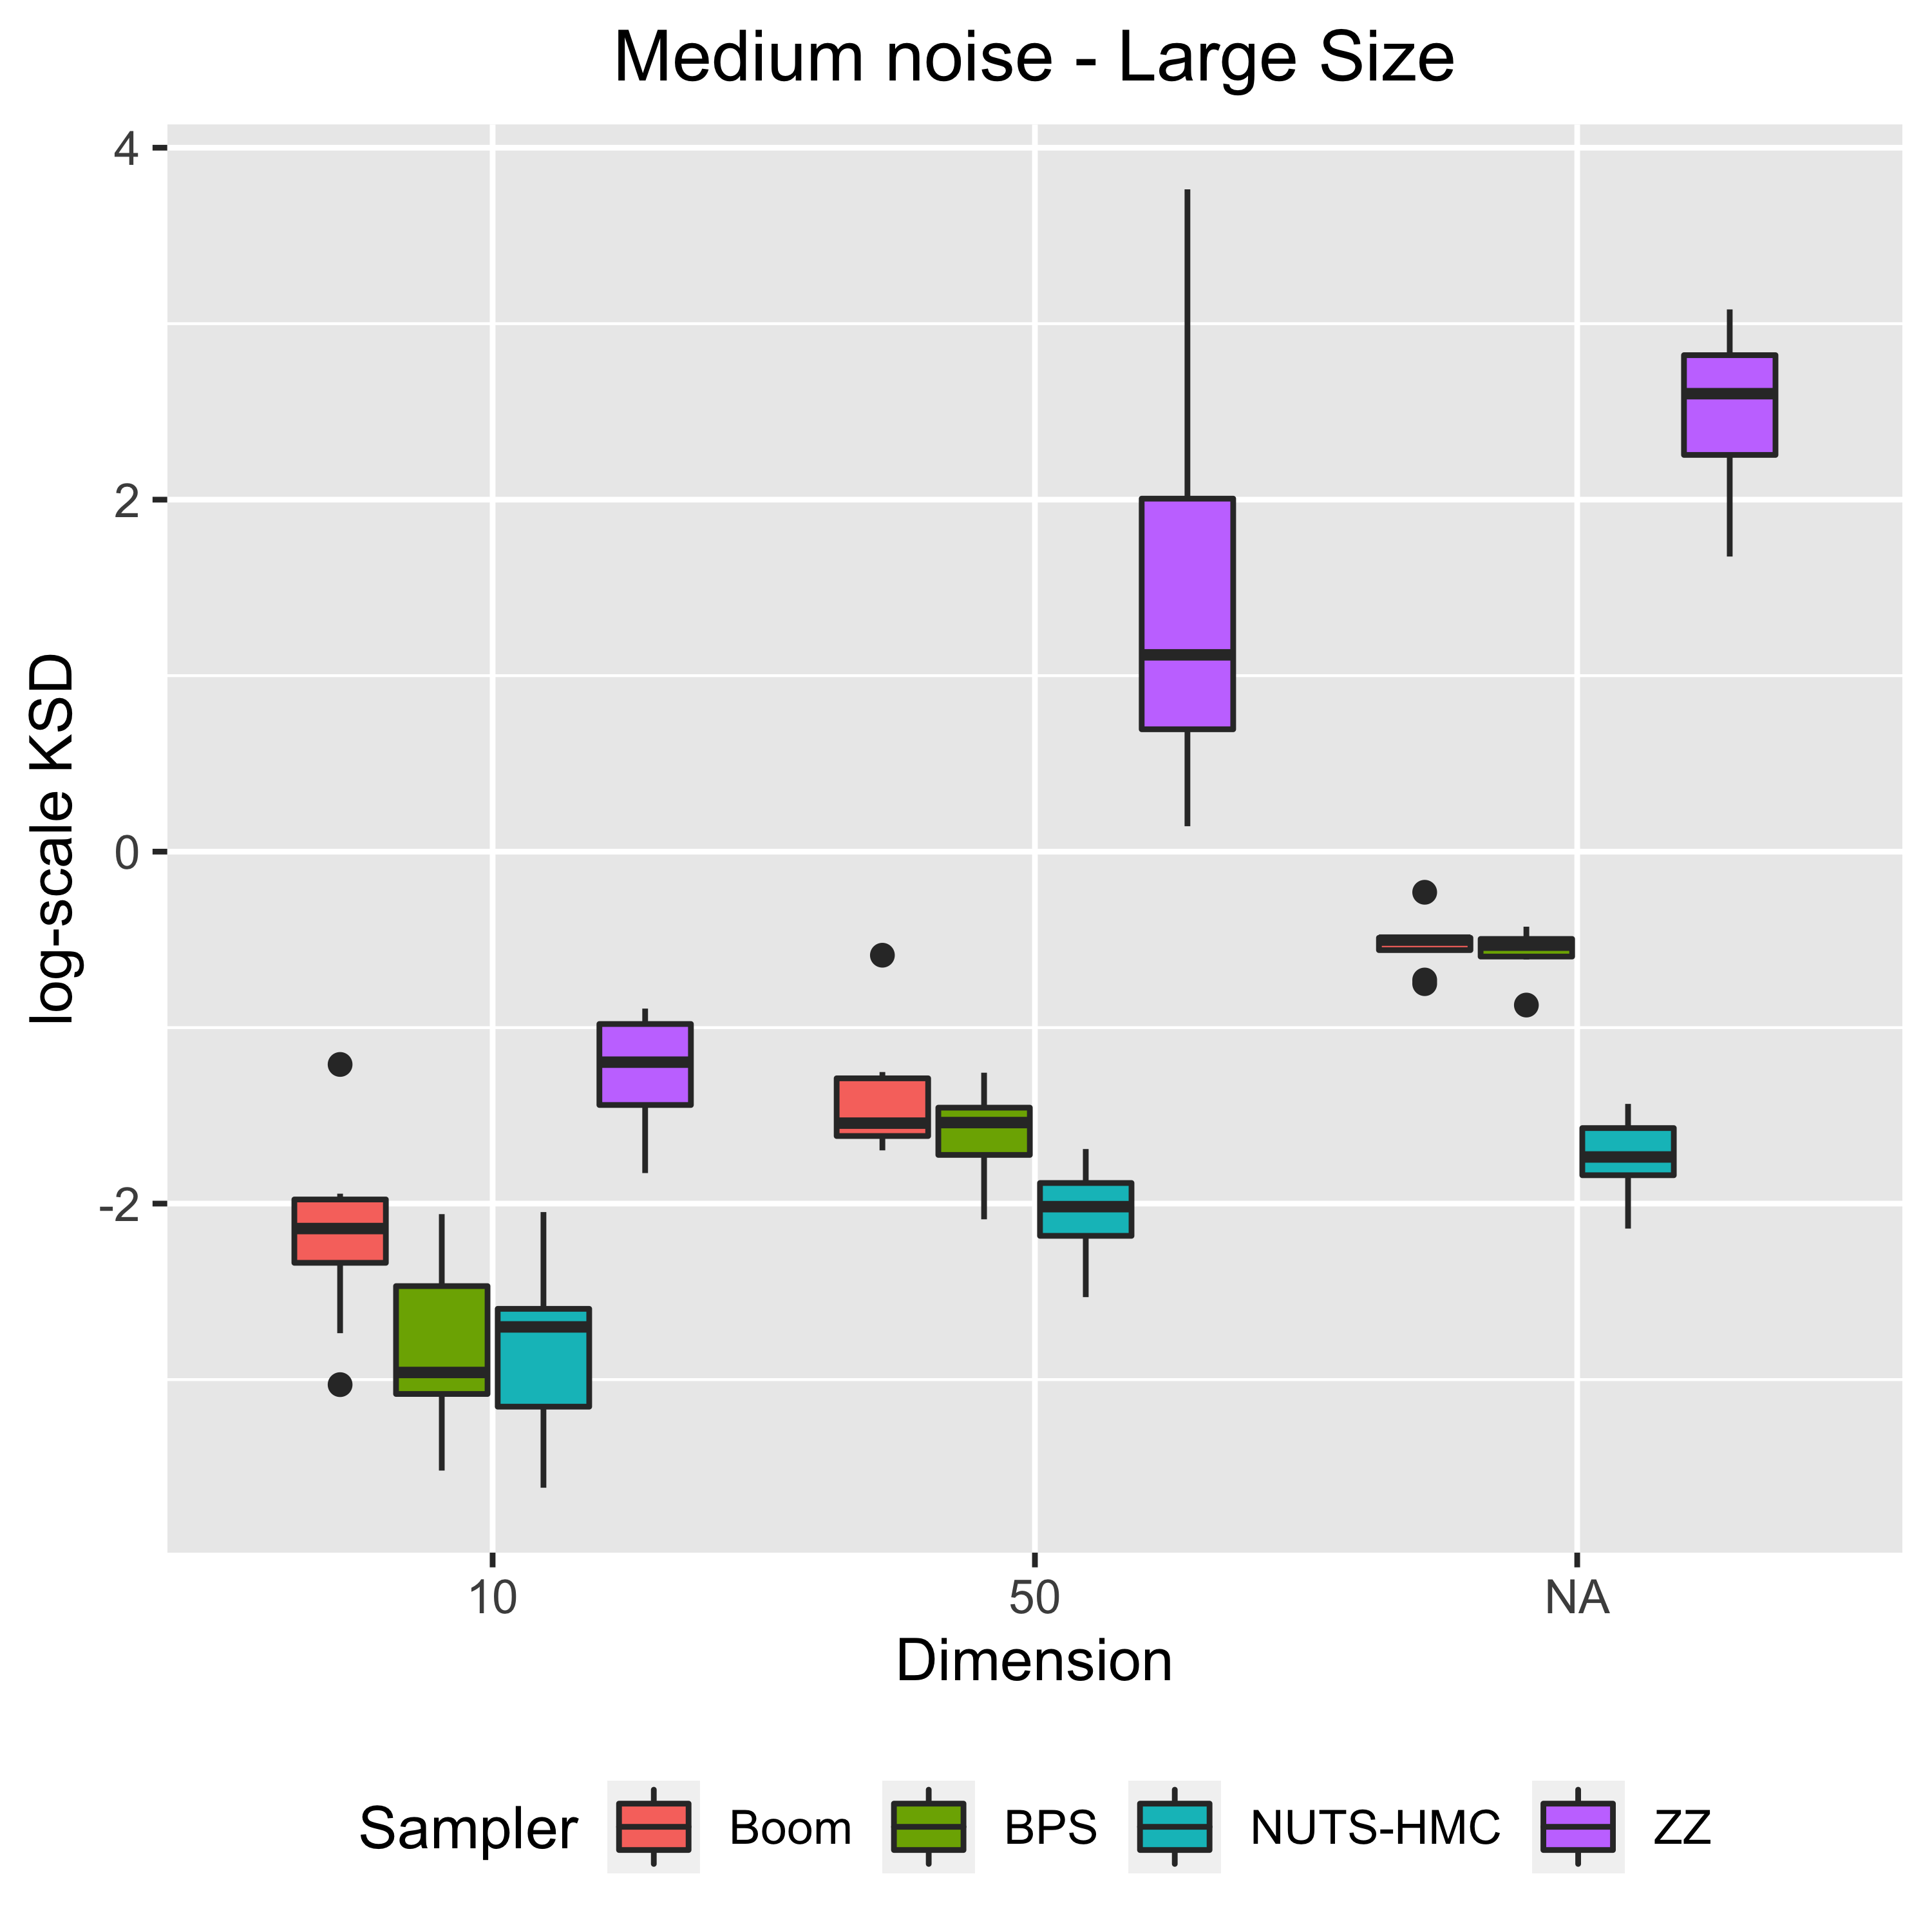 Medium noise - Large Size
4
2
0
-2
log-scale KSD
10 50 NA
Dimension
Sampler Boom BPS NUTS-HMC ZZ